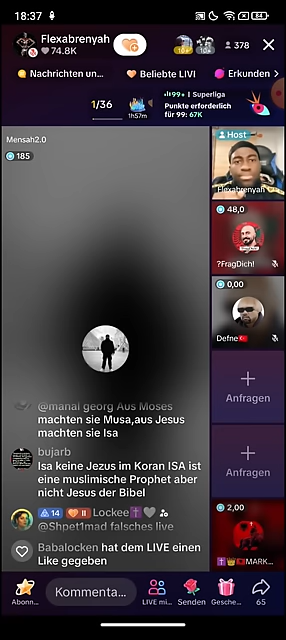 18:37
84
Flexabrenyah
74.8K
378
Nachrichten un...
Beliebte LIVI
Erkunden >
1/36
1h57m
99+ | Superliga
Punkte erforderlich
für 99: 67K
Mensah2.0
185
Host
Flexabrenyah
48,0
?FragDich!
0,00
Defne
+
Anfragen
+
Anfragen
2,00
MARK...
@manal georg Aus Moses
machten sie Musa,aus Jesus
machten sie Isa
bujarb
Isa keine Jezus im Koran ISA ist
eine muslimische Prophet aber
nicht Jesus der Bibel
14 II Lockee
@Shpet1mad falsches live
Babalocken hat dem LIVE einen
Like gegeben
Abonn...
Kommenta...
LIVE mi...
Senden
Gesche...
65